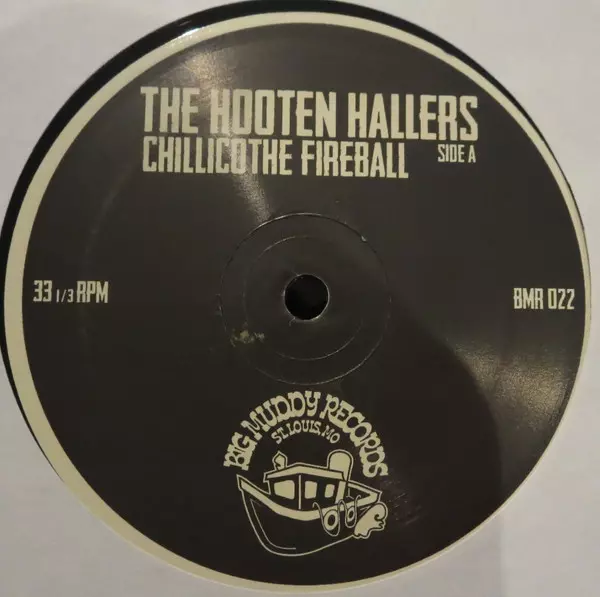 THE HOOTEN HALLERS
CHILLICOTHE FIREBALL SIDE A
33 1/3 RPM
BMR 022
BIG MUDDY RECORDS
ST. LOUIS, MO